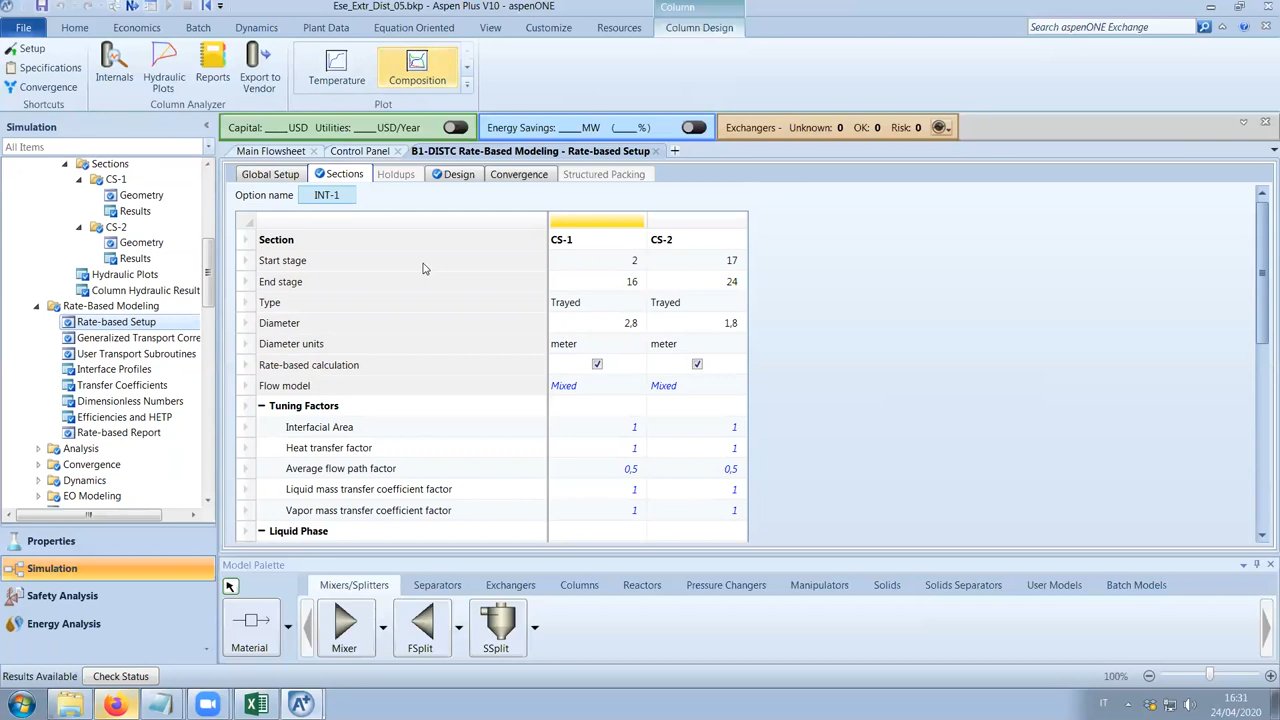 Ese_Extr_Dist_05.bkp - Aspen Plus V10 - aspenONE
Column
File Home Economics Batch Dynamics Plant Data Equation Oriented View Customize Resources Column Design
Search aspenONE Exchange
Setup
Specifications
Convergence
Shortcuts
Internals
Hydraulic Plots
Reports
Export to Vendor
Column Analyzer
Temperature
Composition
Plot
Simulation
Capital: ____USD Utilities: ____USD/Year
Energy Savings: ____MW (____%)
Exchangers - Unknown: 0 OK: 0 Risk: 0
All Items
Main Flowsheet Control Panel B1-DISTC Rate-Based Modeling - Rate-based Setup
Sections
CS-1
Geometry
Results
CS-2
Geometry
Results
Hydraulic Plots
Column Hydraulic Result
Rate-Based Modeling
Rate-based Setup
Generalized Transport Corre
User Transport Subroutines
Interface Profiles
Transfer Coefficients
Dimensionless Numbers
Efficiencies and HETP
Rate-based Report
Analysis
Convergence
Dynamics
EO Modeling
Properties
Simulation
Safety Analysis
Energy Analysis
Global Setup Sections Holdups Design Convergence Structured Packing
Option name INT-1
Section CS-1 CS-2
Start stage 2 17
End stage 16 24
Type Trayed Trayed
Diameter 2,8 1,8
Diameter units meter meter
Rate-based calculation
Flow model Mixed Mixed
Tuning Factors
Interfacial Area 1 1
Heat transfer factor 1 1
Average flow path factor 0,5 0,5
Liquid mass transfer coefficient factor 1 1
Vapor mass transfer coefficient factor 1 1
Liquid Phase
Model Palette
Mixers/Splitters Separators Exchangers Columns Reactors Pressure Changers Manipulators Solids Solids Separators User Models Batch Models
Material Mixer FSplit SSplit
Results Available Check Status
100%
IT
16:31
24/04/2020